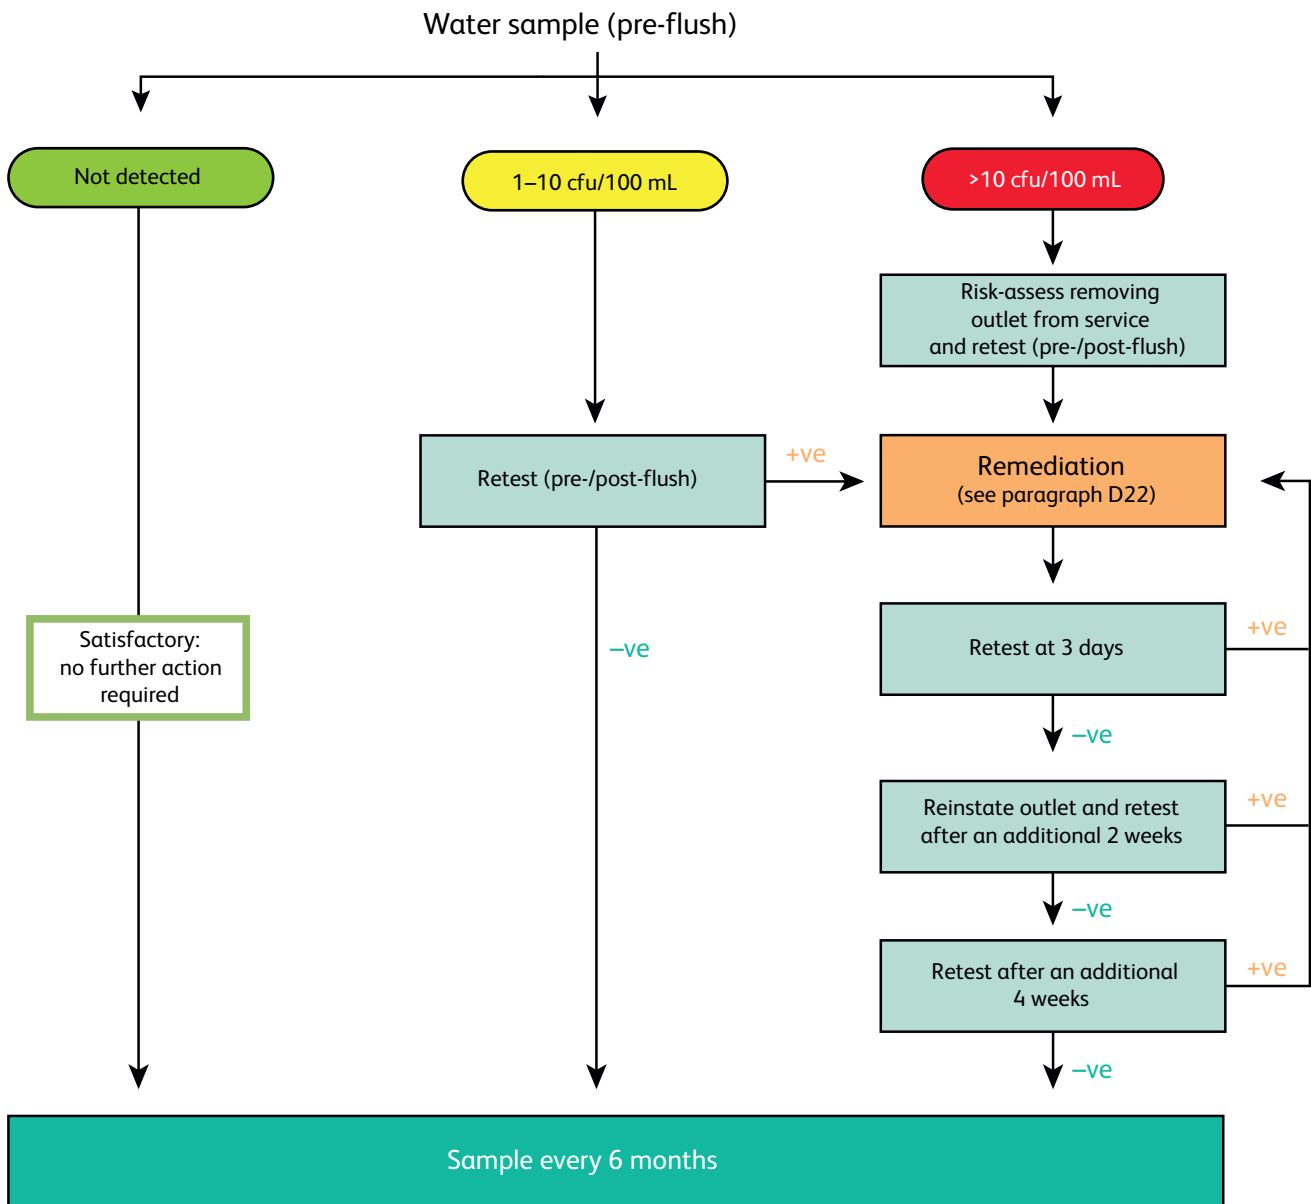 Water sample (pre-flush)
Not detected
1–10 cfu/100 mL
>10 cfu/100 mL
Risk-assess removing
outlet from service
and retest (pre-/post-flush)
Retest (pre-/post-flush)
+ve
Remediation
(see paragraph D22)
Satisfactory:
no further action
required
–ve
Retest at 3 days
+ve
–ve
Reinstate outlet and retest
after an additional 2 weeks
+ve
–ve
Retest after an additional
4 weeks
+ve
–ve
Sample every 6 months